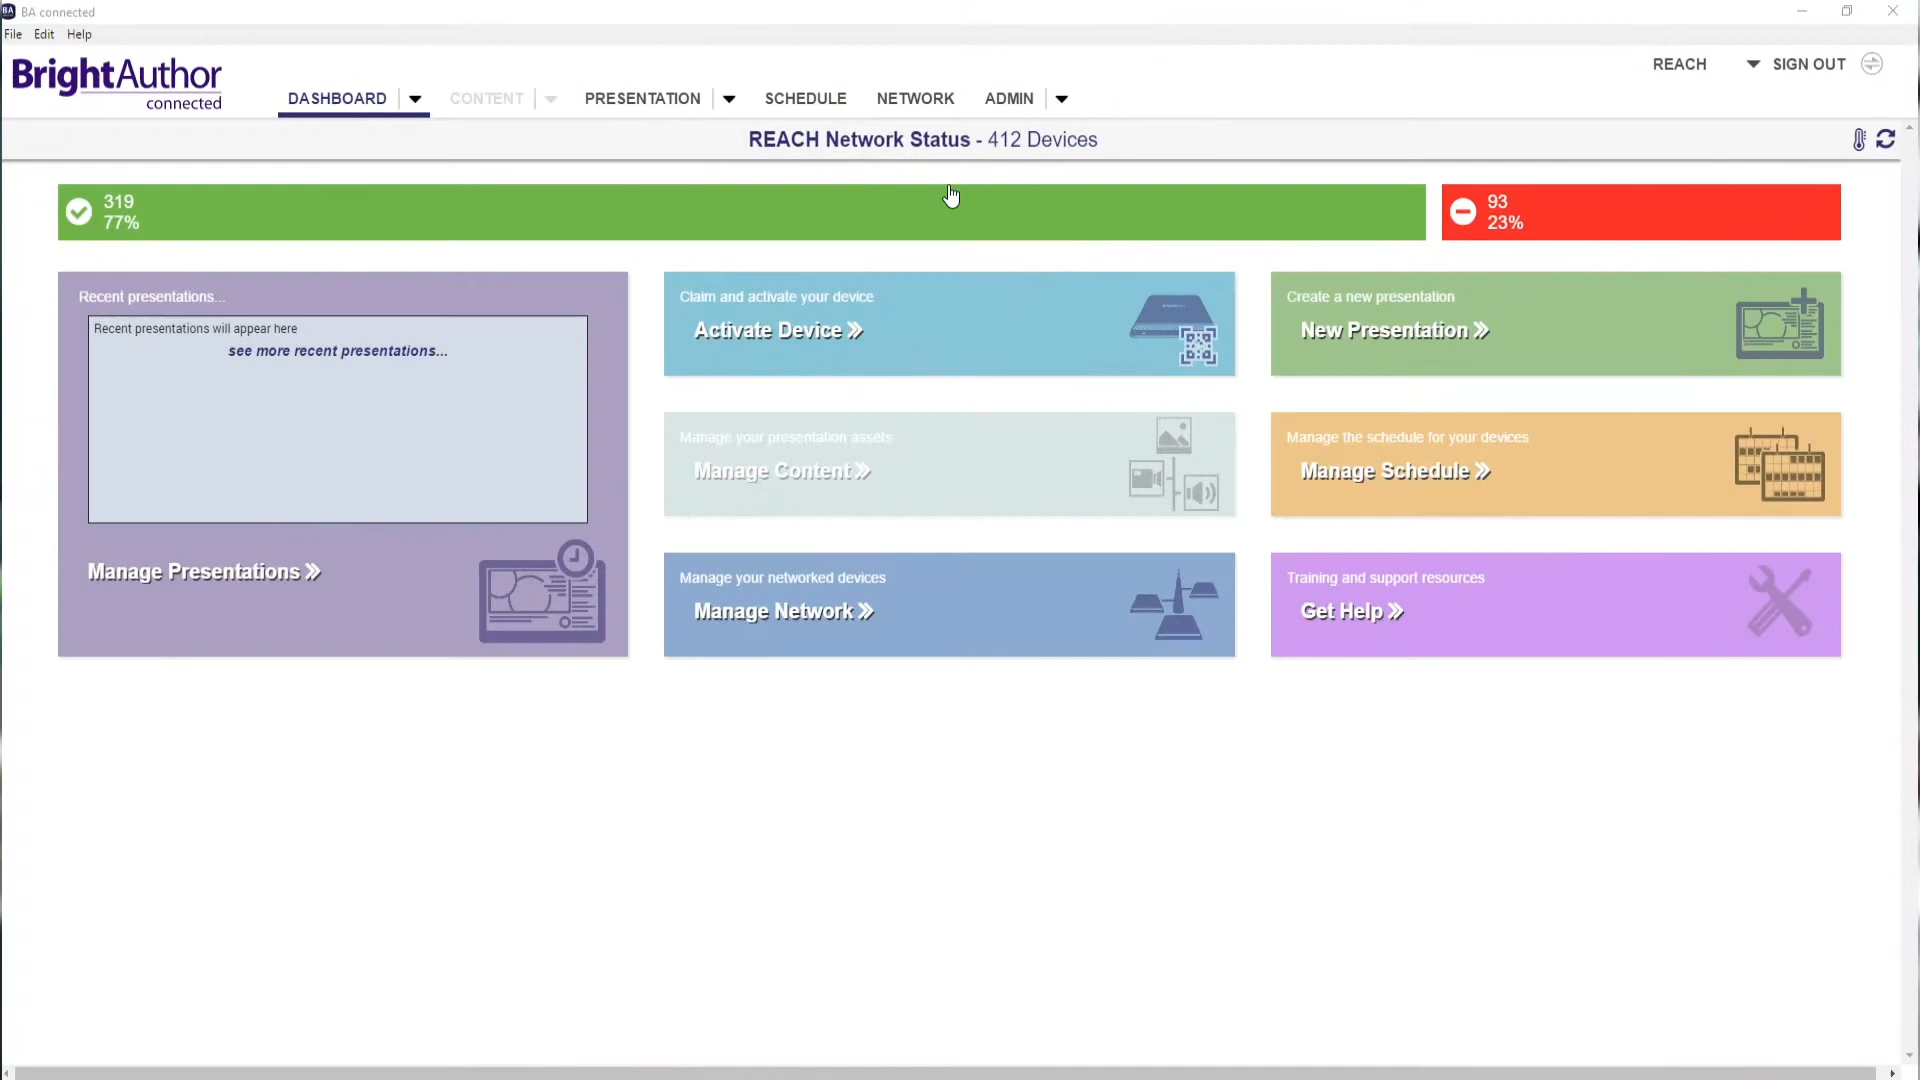 BA connected
File Edit Help
BrightAuthor
connected
DASHBOARD CONTENT PRESENTATION SCHEDULE NETWORK ADMIN
REACH SIGN OUT
REACH Network Status - 412 Devices
319
77%
93
23%
Recent presentations...
Recent presentations will appear here
see more recent presentations...
Manage Presentations
Claim and activate your device
Activate Device
Create a new presentation
New Presentation
Manage your presentation assets
Manage Content
Manage the schedule for your devices
Manage Schedule
Manage your networked devices
Manage Network
Training and support resources
Get Help